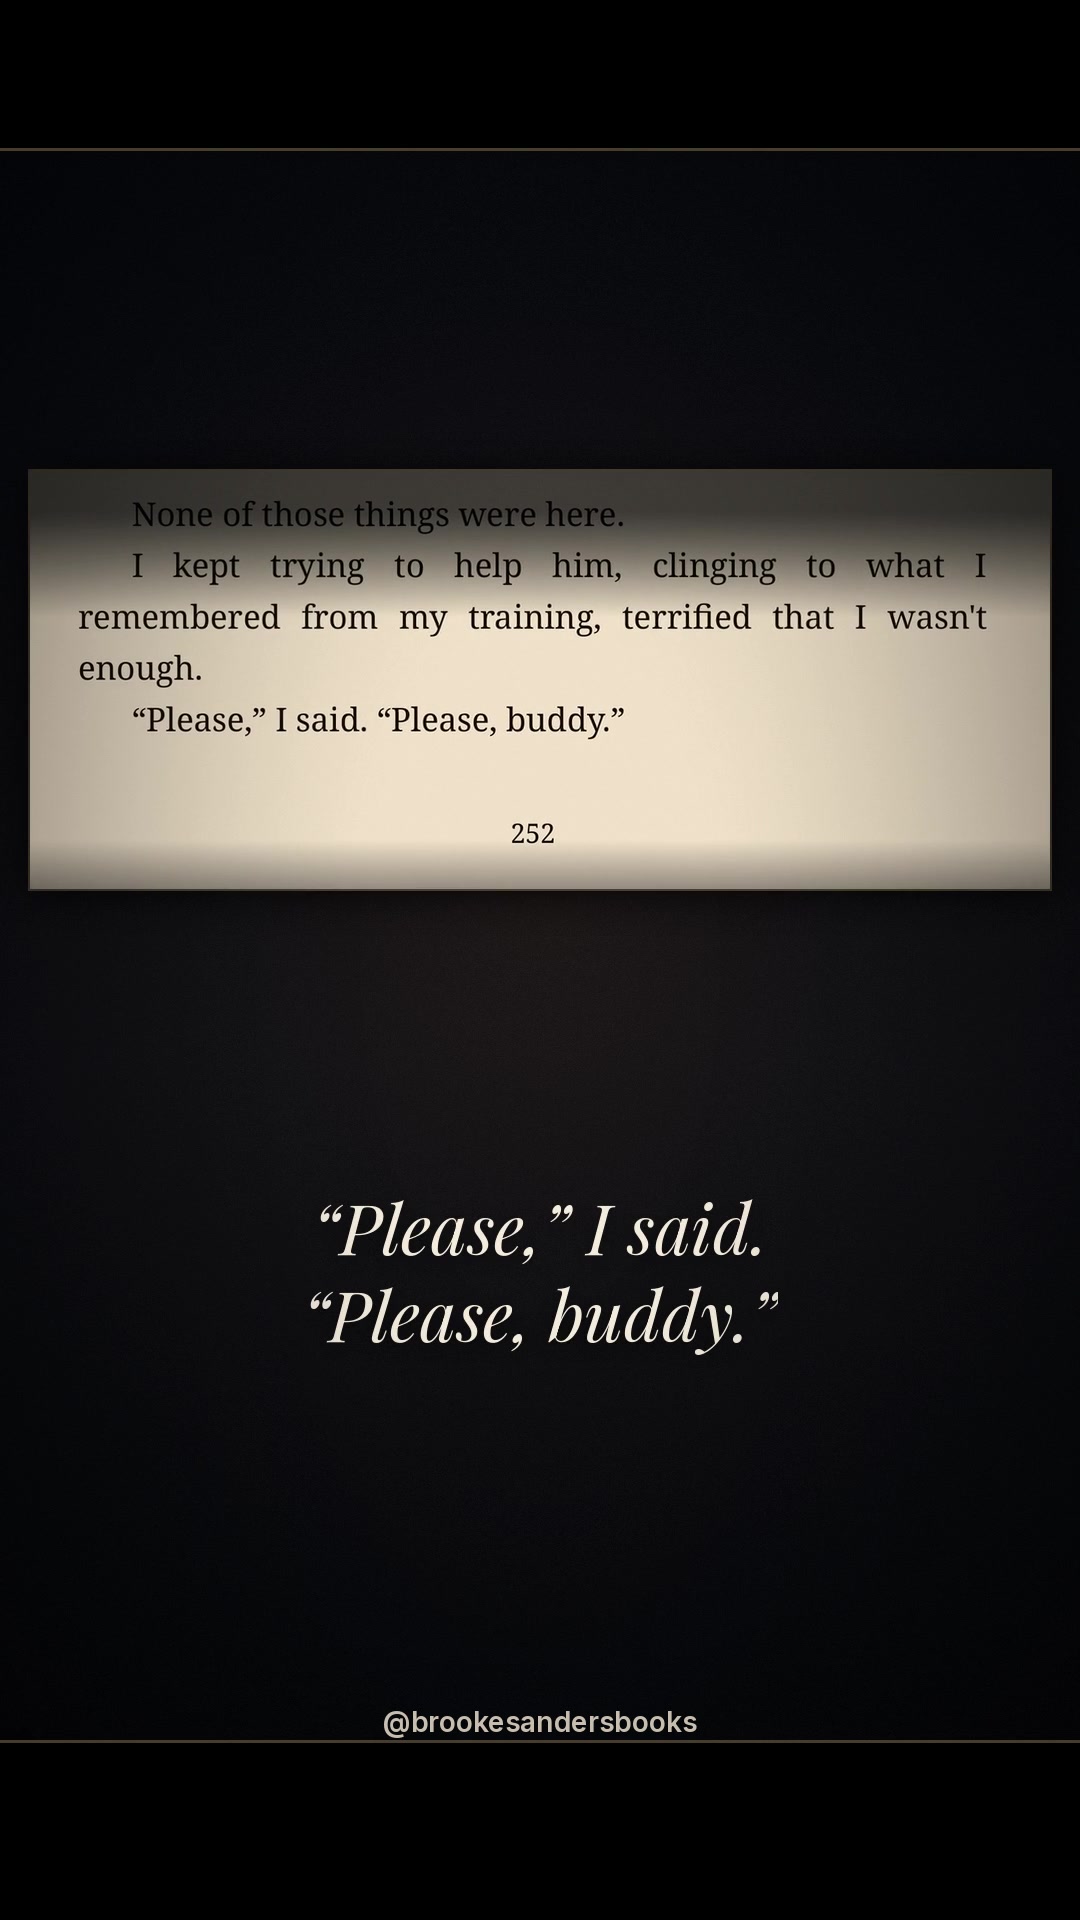 None of those things were here.
I kept trying to help him, clinging to what I
remembered from my training, terrified that I wasn't
enough.
“Please,” I said. “Please, buddy.”
252
“Please,” I said.
“Please, buddy.”
@brookesandersbooks